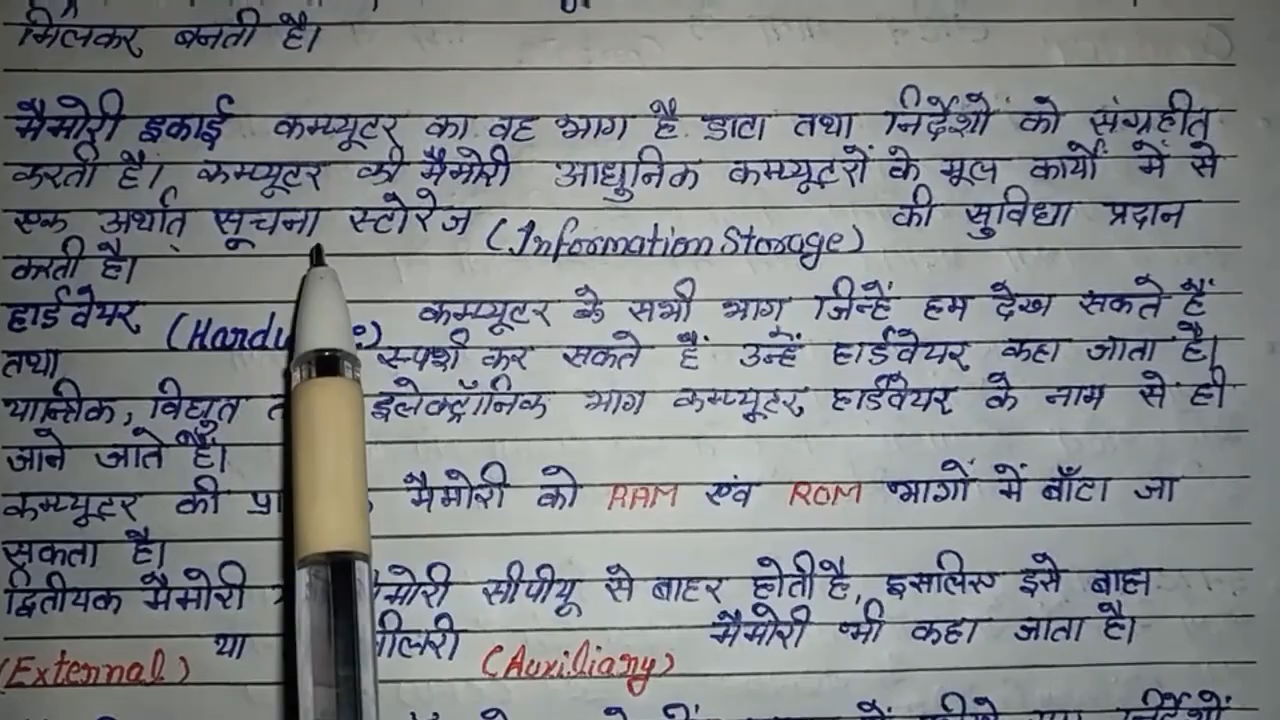 मिलकर बनती है।
मैमोरी इकाई कम्प्यूटर का वह भाग है डाटा तथा निर्देशों को संग्रहीत
करती है। कम्प्यूटर की मैमोरी आधुनिक कम्प्यूटरों के मूल कार्यों में से
एक अर्थात् सूचना स्टोरेज (Information Storage) की सुविधा प्रदान
करती है।
हार्डवेयर कम्प्यूटर के सभी भाग जिन्हें हम देख सकते हैं
तथा स्पर्श कर सकते हैं उन्हें हार्डवेयर कहा जाता है।
यान्त्रिक, विद्युत इलेक्ट्रॉनिक भाग कम्प्यूटर हार्डवेयर के नाम से ही
जाने जाते हैं।
कम्प्यूटर की मैमोरी को RAM एंव ROM भागों में बाँटा जा
सकता है।
द्वितीयक मैमोरी सीपीयू से बाहर होती है, इसलिए इसे बाह्य
(External) या (Auxiliary) मैमोरी भी कहा जाता है।